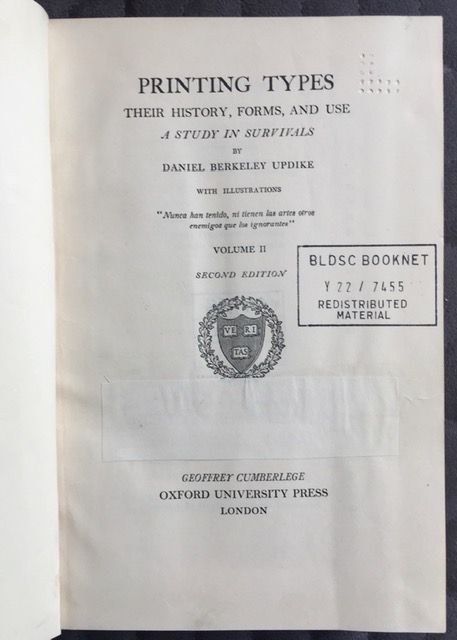 PRINTING TYPES
THEIR HISTORY, FORMS, AND USE
A STUDY IN SURVIVALS
BY
DANIEL BERKELEY UPDIKE
WITH ILLUSTRATIONS
"Nunca han tenido, ni tienen las artes otros
enemigos que los ignorantes"
VOLUME II
SECOND EDITION
BLDSC BOOKNET
Y 22 / 7455
REDISTRIBUTED
MATERIAL
VE RI
TAS
GEOFFREY CUMBERLEGE
OXFORD UNIVERSITY PRESS
LONDON